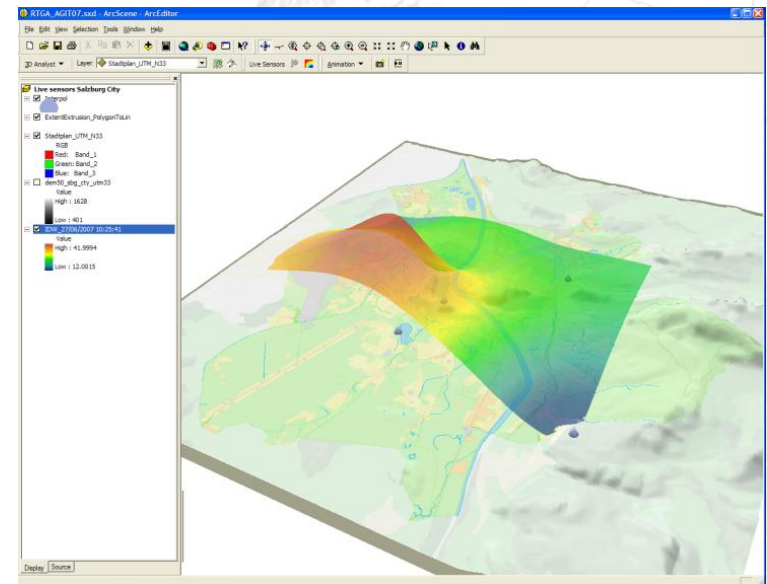 RTGA_AGIT07.sxd - ArcScene - ArcEditor
File Edit View Selection Tools Window Help
3D Analyst Layer: Stadtplan_UTM_N33 Live Sensors Animation
Live sensors Salzburg City
Interpol
ExtentExtrusion_PolygonToLin
Stadtplan_UTM_N33
RGB
Red: Band_1
Green: Band_2
Blue: Band_3
dem50_sbg_cty_utm33
Value
High : 1628
Low : 401
IDW_27/06/2007 10:25:41
Value
High : 41.9994
Low : 12.0015
Display Source